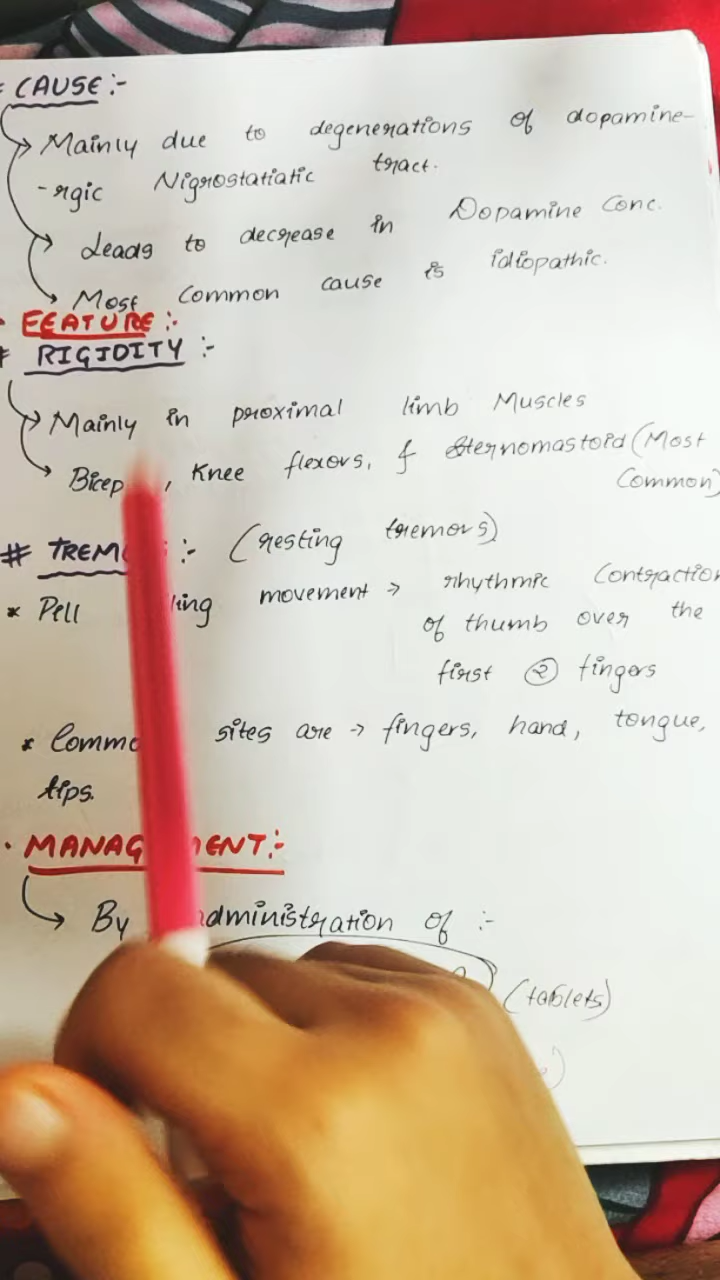 CAUSE :-
Mainly due to degenerations of dopamine-
-rgic Nigrostatiatic tract.
Leads to decrease in Dopamine Conc.
Most Common cause is idiopathic.
FEATURE :-
# RIGIDITY :-
Mainly in proximal limb Muscles
Bicep , Knee flexors, & Sternomastoid (Most
Common)
# TREM :- (resting tremors)
* Pill ling movement → rhythmic Contraction
of thumb over the
first ② fingers
* Commo sites are → fingers, hand, tongue,
lips.
MANAG ENT :-
By administration of :-
(tablets)